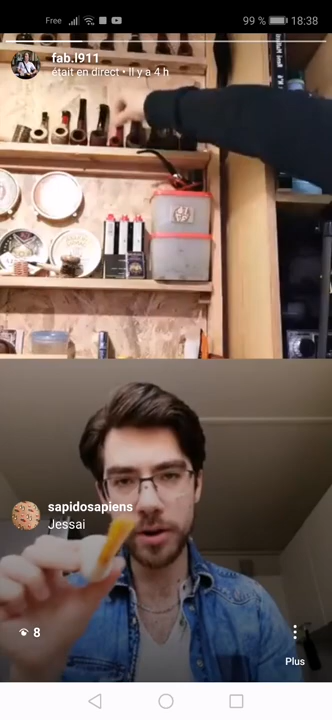 Free 99 % 18:38
fab.l911
était en direct • Il y a 4 h
sapidosapiens
Jessai
8
Plus